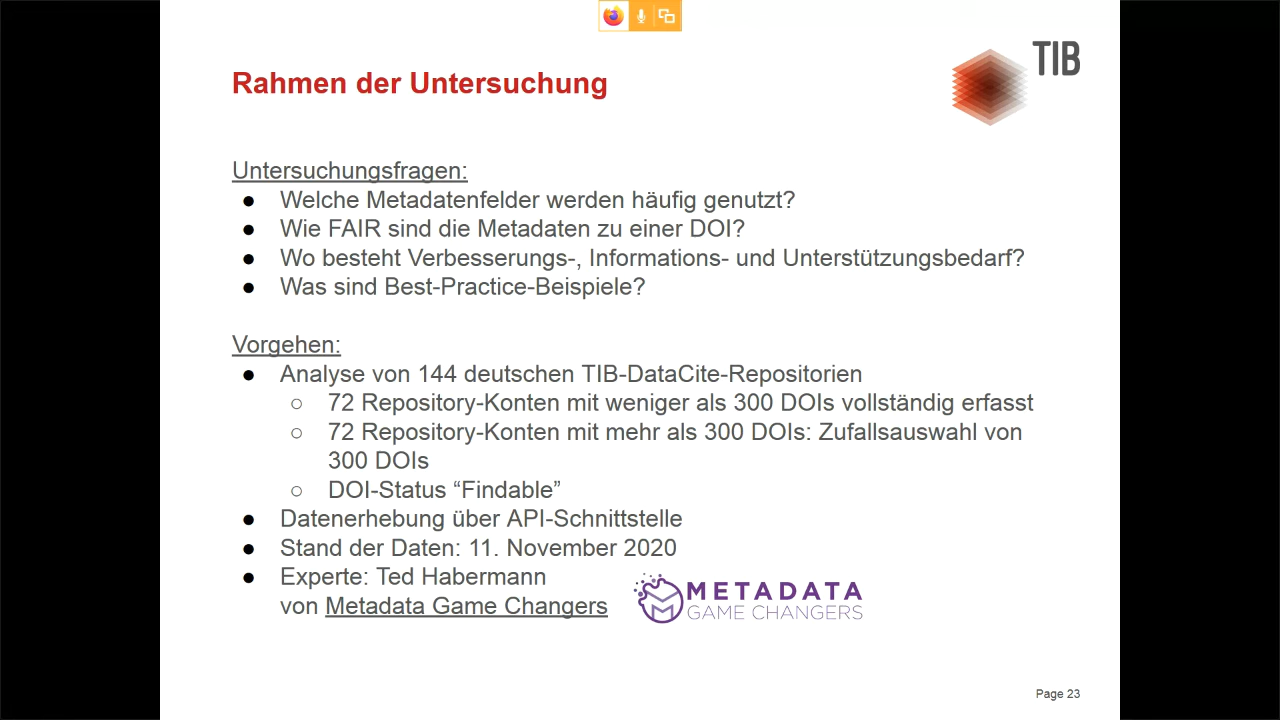 TIB
Rahmen der Untersuchung
Untersuchungsfragen:
● Welche Metadatenfelder werden häufig genutzt?
● Wie FAIR sind die Metadaten zu einer DOI?
● Wo besteht Verbesserungs-, Informations- und Unterstützungsbedarf?
● Was sind Best-Practice-Beispiele?
Vorgehen:
● Analyse von 144 deutschen TIB-DataCite-Repositorien
○ 72 Repository-Konten mit weniger als 300 DOIs vollständig erfasst
○ 72 Repository-Konten mit mehr als 300 DOIs: Zufallsauswahl von
300 DOIs
○ DOI-Status “Findable”
● Datenerhebung über API-Schnittstelle
● Stand der Daten: 11. November 2020
● Experte: Ted Habermann
von Metadata Game Changers
METADATA
GAME CHANGERS
Page 23